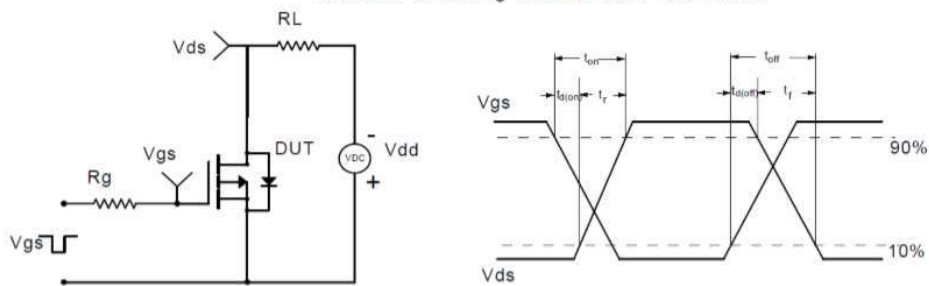 RL
Vds
Vgs
DUT
VDC
-
Vdd
+
Rg
Vgs
ton
toff
td(on)
tr
td(off)
tf
Vgs
90%
10%
Vds